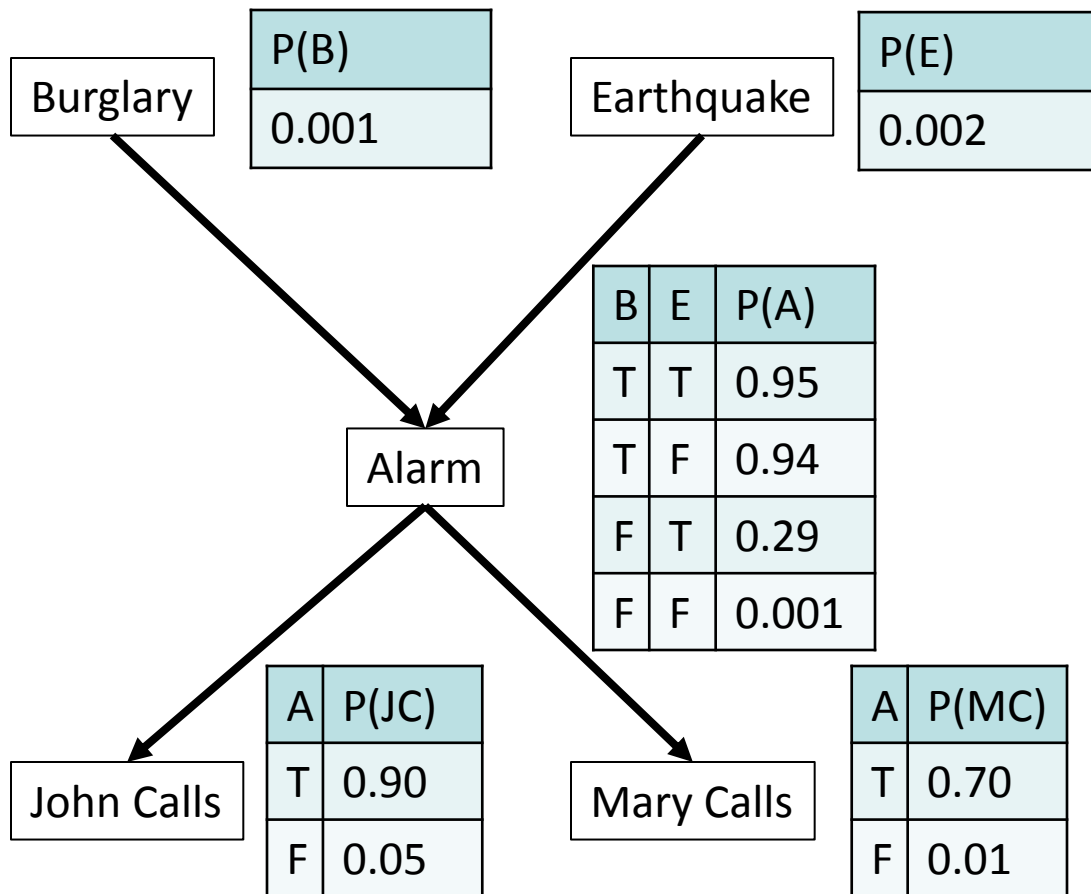 Burglary
P(B)
0.001
Earthquake
P(E)
0.002
B E P(A)
T T 0.95
T F 0.94
F T 0.29
F F 0.001
Alarm
John Calls
A P(JC)
T 0.90
F 0.05
Mary Calls
A P(MC)
T 0.70
F 0.01